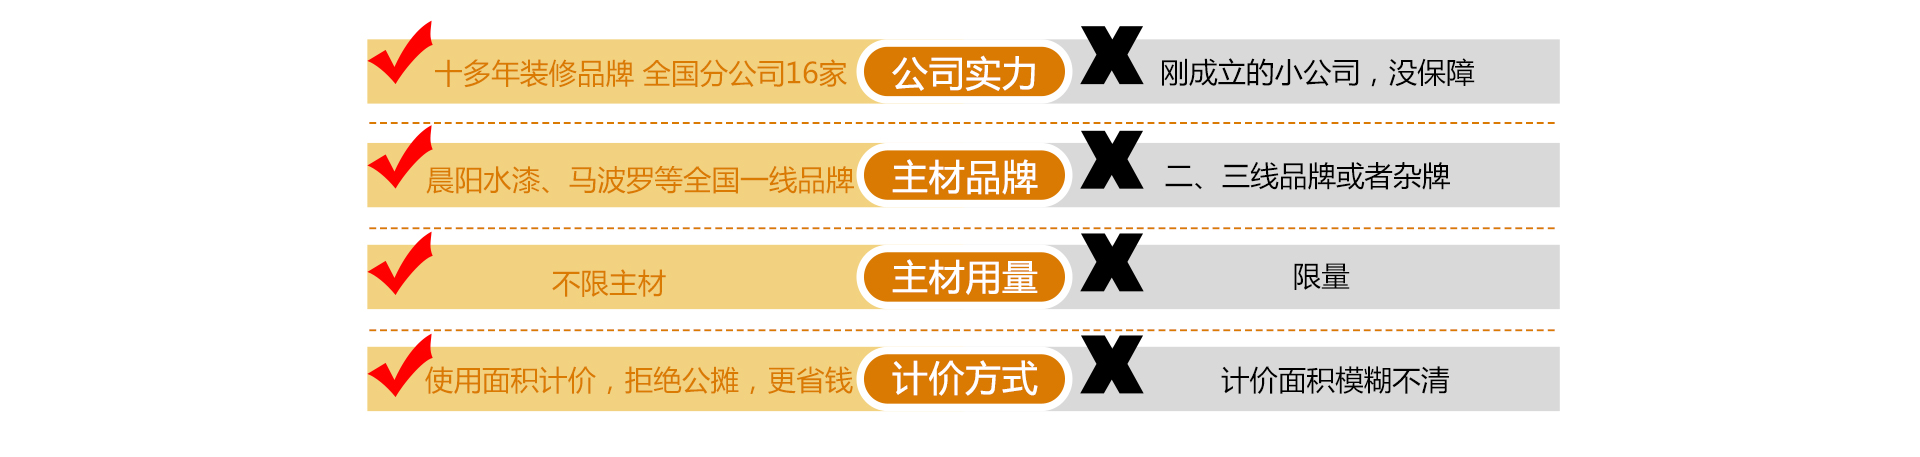 十多年装修品牌 全国分公司16家 公司实力 刚成立的小公司，没保障
晨阳水漆、马波罗等全国一线品牌 主材品牌 二、三线品牌或者杂牌
不限主材 主材用量 限量
使用面积计价，拒绝公摊，更省钱 计价方式 计价面积模糊不清